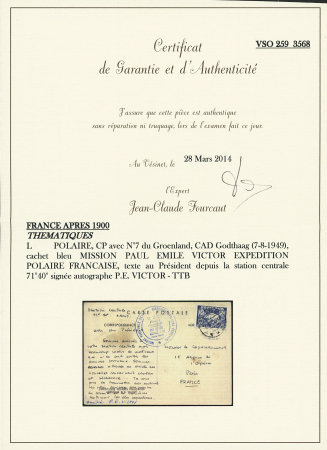 VSO 259 3568
Certificat
de Garantie et d'Authenticité
J'assure que cette pièce est authentique
sans réparation ni truquage, lors de l'examen fait ce jour.
Au Vésinet, le 28 Mars 2014
l'Expert
Jean-Claude Fourcaut
FRANCE APRES 1900
THEMATIQUES
L POLAIRE, CP avec N°7 du Groenland, CAD Godthaag (7-8-1949),
cachet bleu MISSION PAUL EMILE VICTOR EXPEDITION
POLAIRE FRANCAISE, texte au Président depuis la station centrale
71°40" signée autographe P.E. VICTOR - TTB
CARTE POSTALE
CORRESPONDANCE
Paris
FRANCE